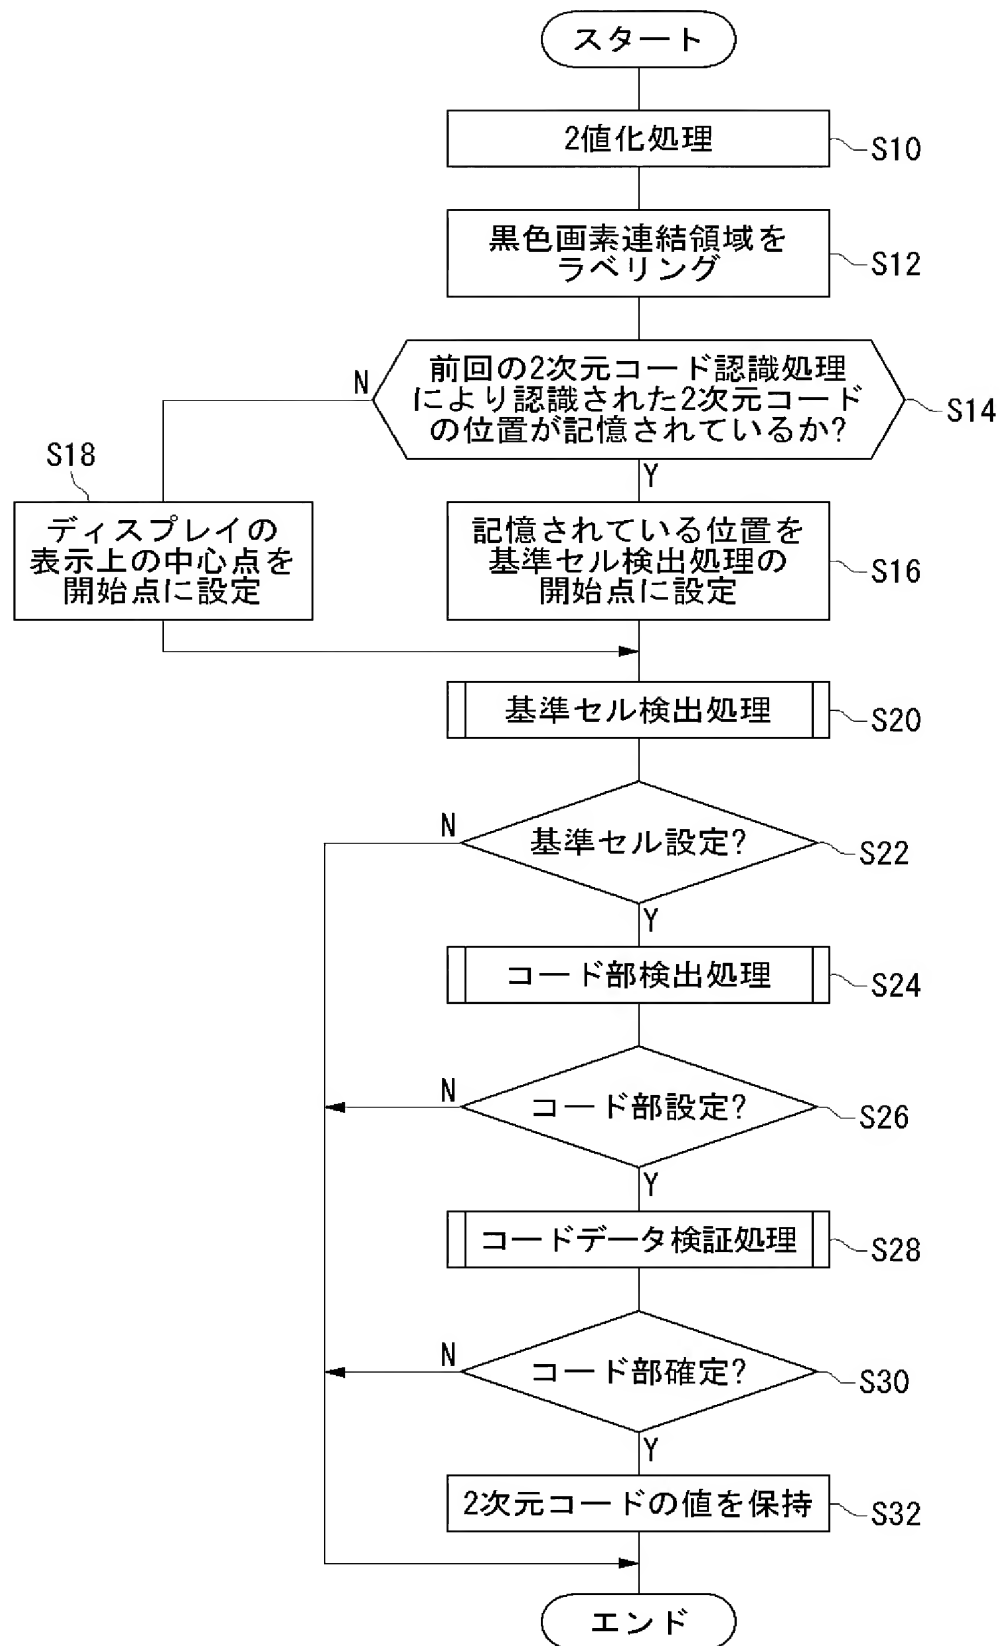 スタート
2値化処理
S10
黒色画素連結領域を
ラベリング
S12
前回の2次元コード認識処理
により認識された2次元コード
の位置が記憶されているか?
S14
N
Y
S18
ディスプレイの
表示上の中心点を
開始点に設定
記憶されている位置を
基準セル検出処理の
開始点に設定
S16
基準セル検出処理
S20
基準セル設定?
S22
N
Y
コード部検出処理
S24
コード部設定?
S26
N
Y
コードデータ検証処理
S28
コード部確定?
S30
N
Y
2次元コードの値を保持
S32
エンド